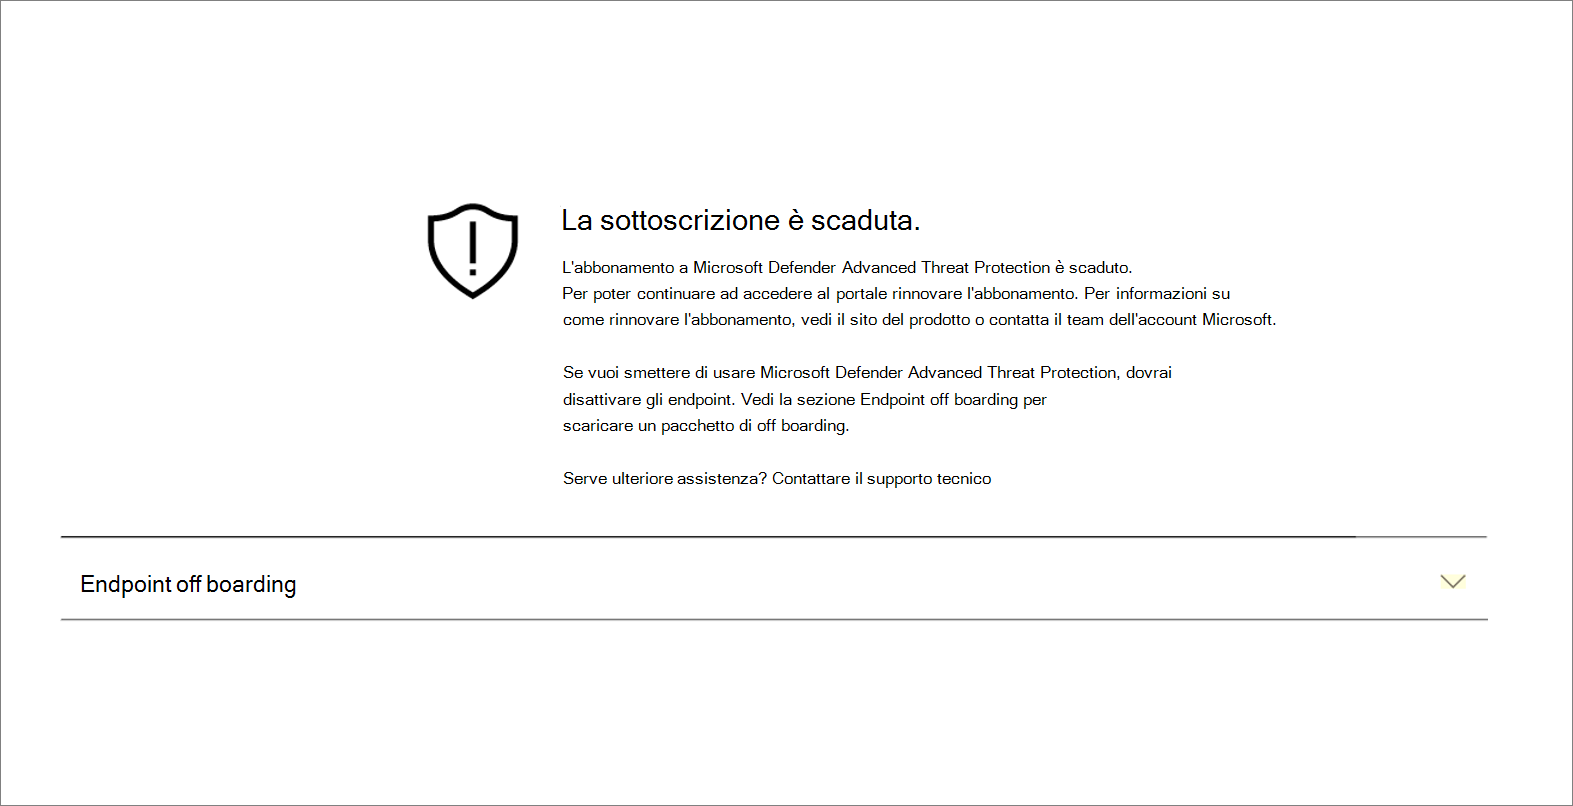 La sottoscrizione è scaduta.
L'abbonamento a Microsoft Defender Advanced Threat Protection è scaduto.
Per poter continuare ad accedere al portale rinnovare l'abbonamento. Per informazioni su
come rinnovare l'abbonamento, vedi il sito del prodotto o contatta il team dell'account Microsoft.
Se vuoi smettere di usare Microsoft Defender Advanced Threat Protection, dovrai
disattivare gli endpoint. Vedi la sezione Endpoint off boarding per
scaricare un pacchetto di off boarding.
Serve ulteriore assistenza? Contattare il supporto tecnico
Endpoint off boarding